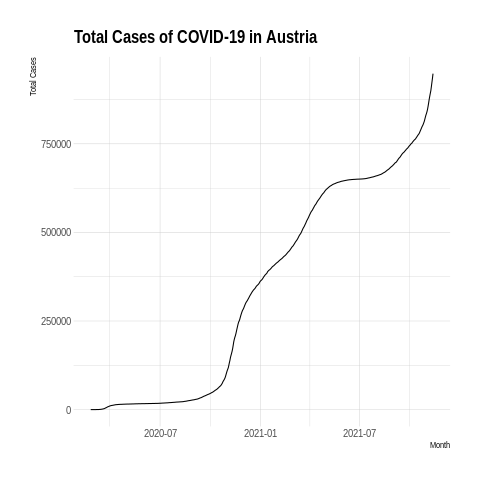 Total Cases of COVID-19 in Austria
Total Cases
750000
500000
250000
0
2020-07
2021-01
2021-07
Month